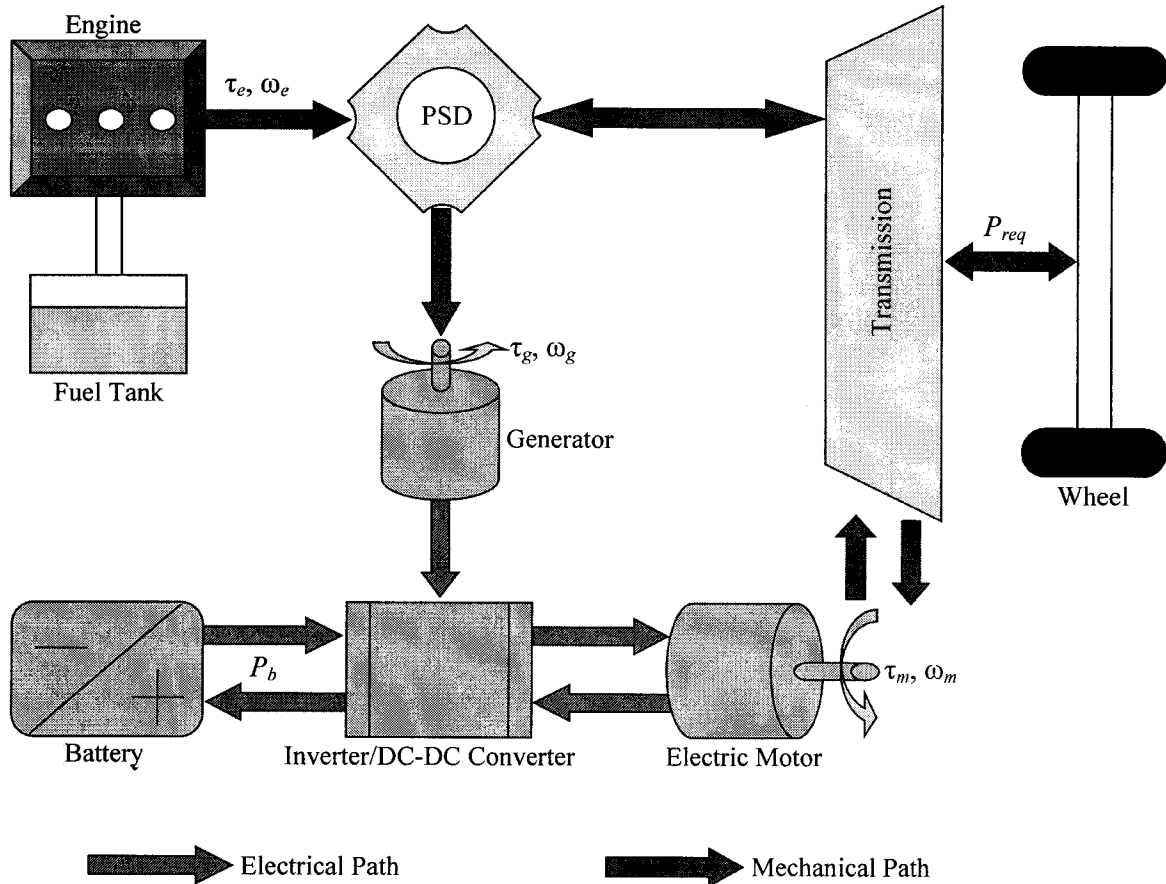 Engine
τe, ωe
PSD
Transmission
Preq
Fuel Tank
τg, ωg
Generator
Wheel
Pb
τm, ωm
Battery
Inverter/DC-DC Converter
Electric Motor
Electrical Path
Mechanical Path